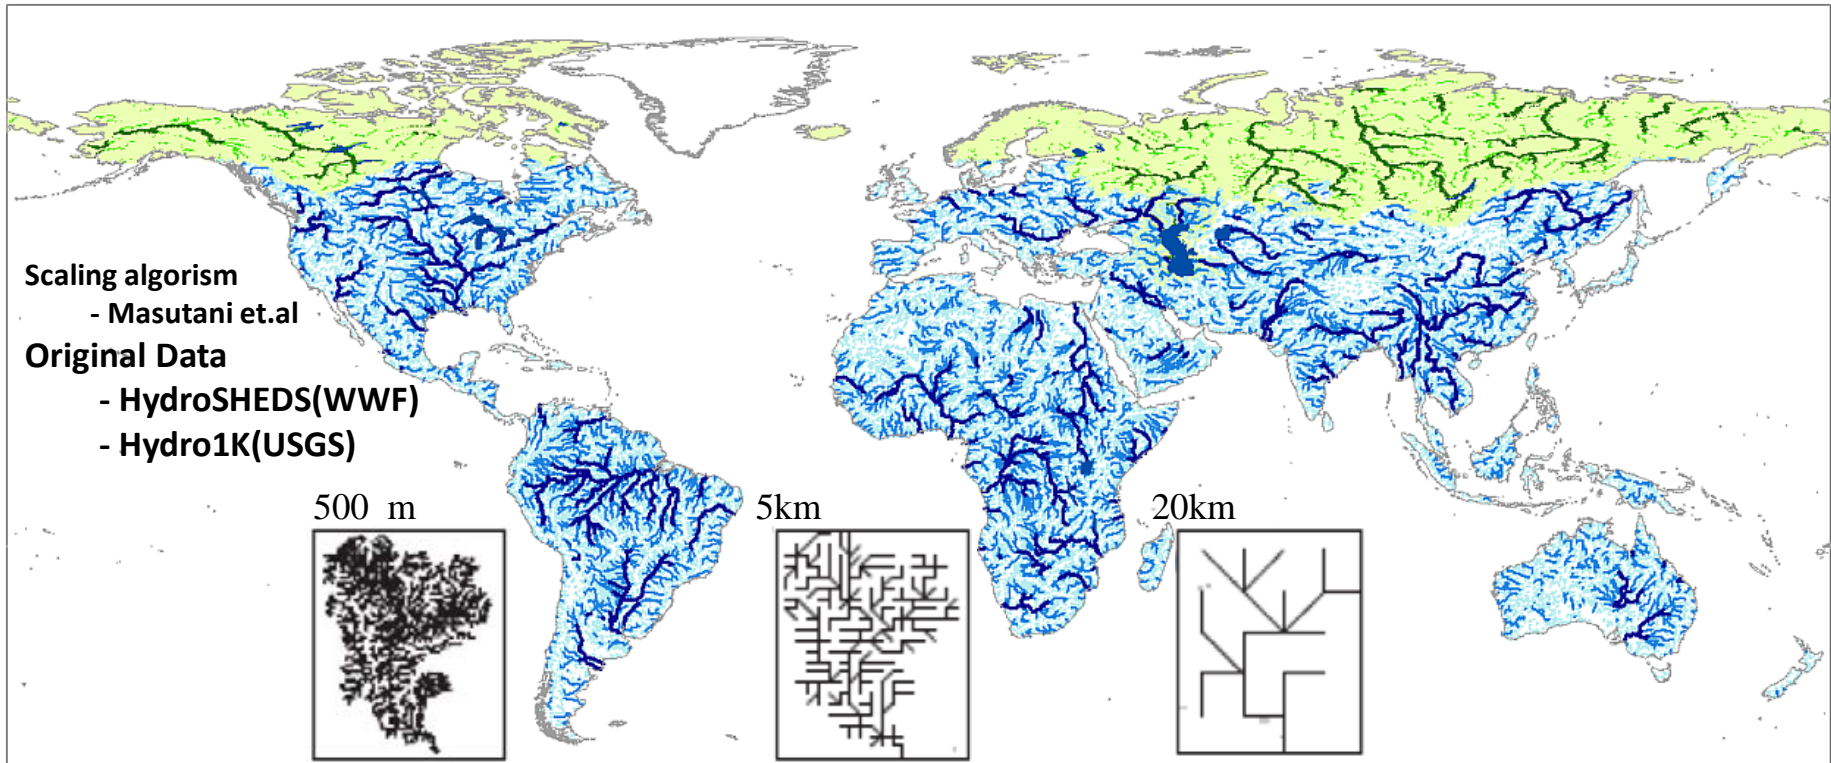 Scaling algorism
- Masutani et.al
Original Data
- HydroSHEDS(WWF)
- Hydro1K(USGS)
500 m
5km
20km